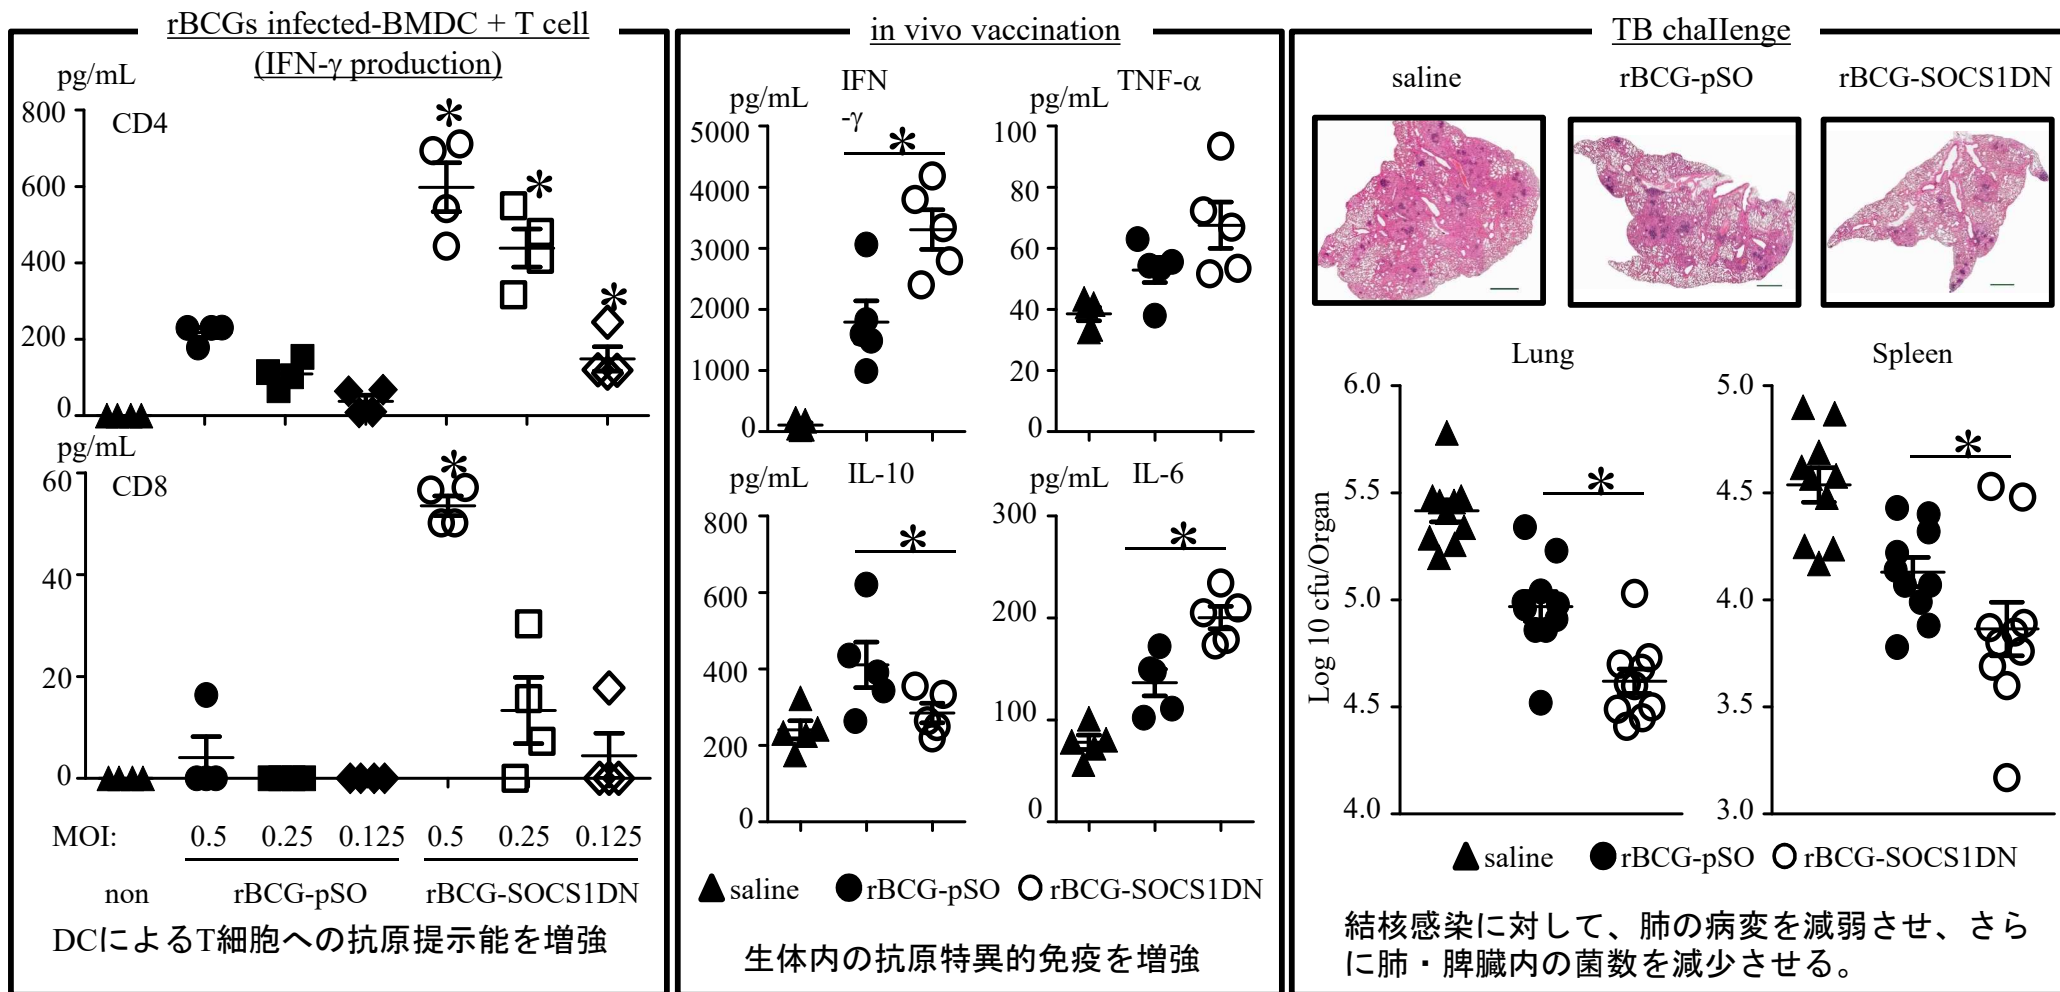 rBCGs infected-BMDC + T cell
(IFN-γ production)
pg/mL
CD4
800
600
400
200
0
*
*
*
pg/mL
CD8
60
40
20
0
*
MOI: 0.5 0.25 0.125 0.5 0.25 0.125
non rBCG-pSO rBCG-SOCS1DN
DCによるT細胞への抗原提示能を増強
in vivo vaccination
pg/mL
IFN
-γ
5000
4000
3000
2000
1000
0
*
pg/mL TNF-α
100
80
60
40
20
0
pg/mL IL-10
800
600
400
200
0
*
pg/mL IL-6
300
200
100
0
*
saline rBCG-pSO rBCG-SOCS1DN
生体内の抗原特異的免疫を増強
TB chaIIenge
saline rBCG-pSO rBCG-SOCS1DN
Lung
Log 10 cfu/Organ
6.0
5.5
5.0
4.5
4.0
*
Spleen
5.0
4.5
4.0
3.5
3.0
*
saline rBCG-pSO rBCG-SOCS1DN
結核感染に対して、肺の病変を減弱させ、さら
に肺・脾臓内の菌数を減少させる。